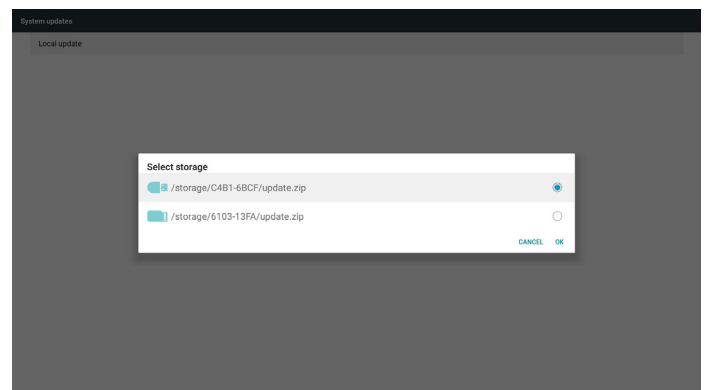 System updates
Local update
Select storage
/storage/C4B1-6BCF/update.zip
/storage/6103-13FA/update.zip
CANCEL OK